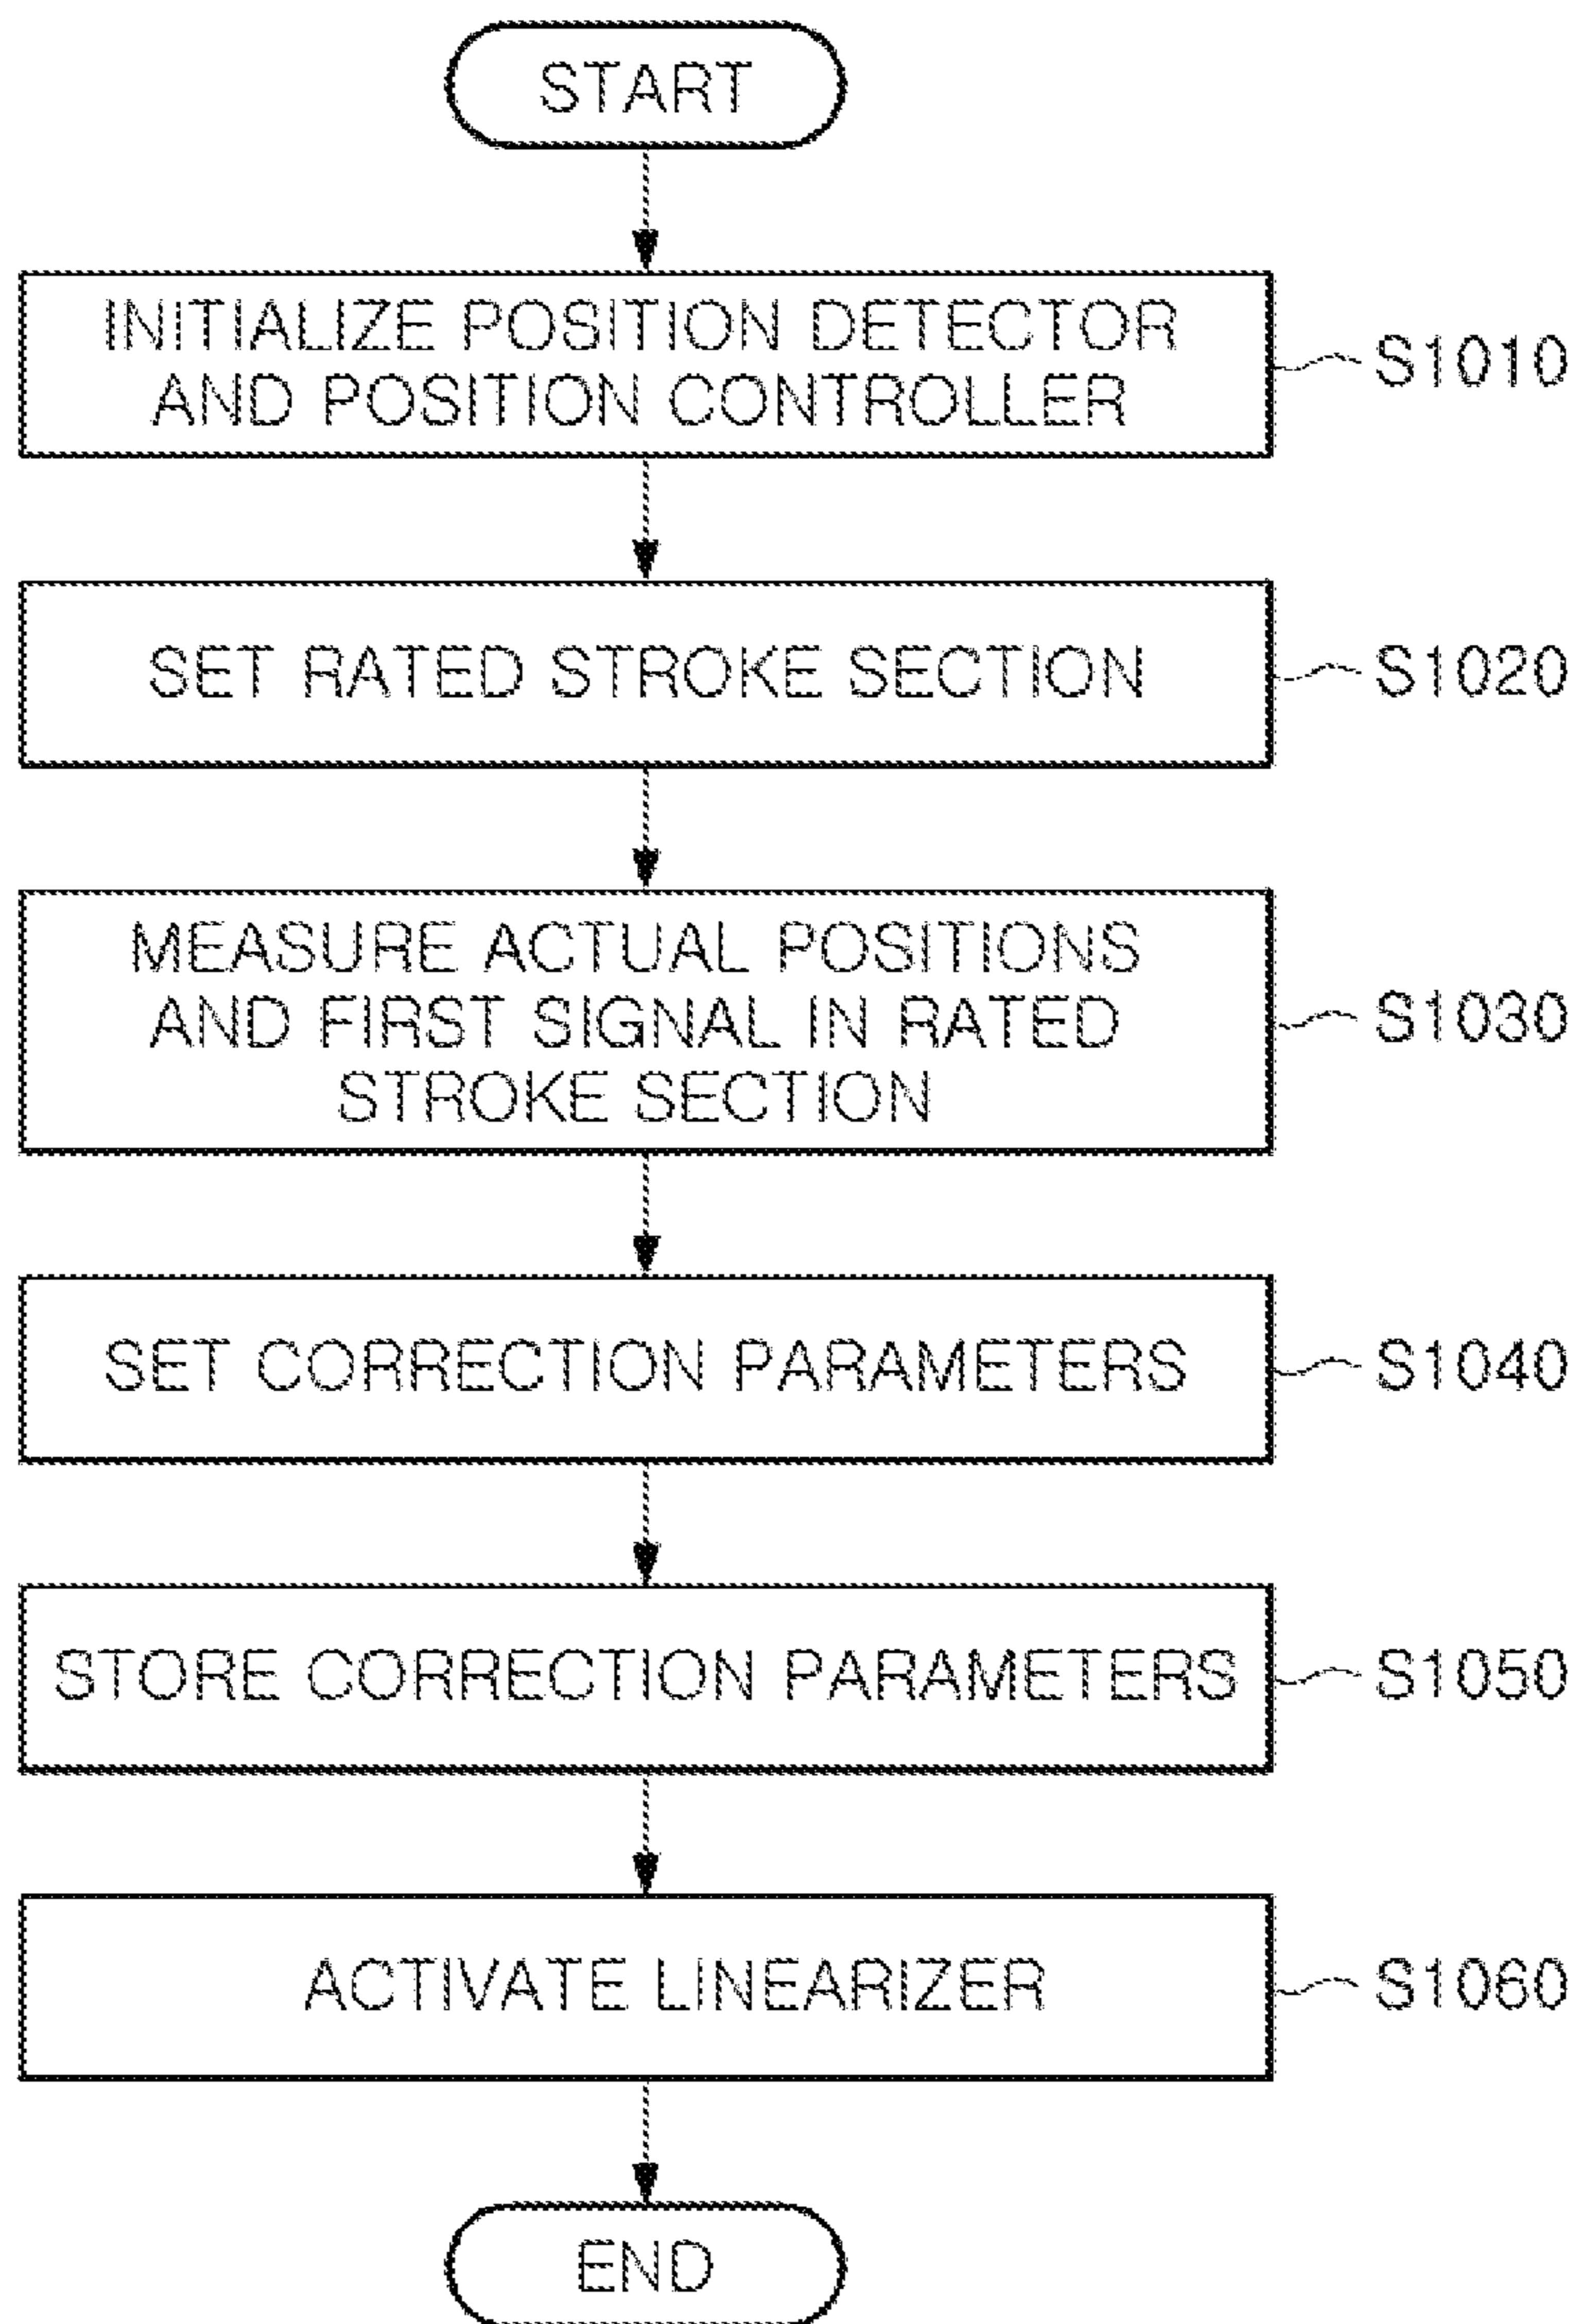 START
INITIALIZE POSITION DETECTOR
AND POSITION CONTROLLER
S1010
SET RATED STROKE SECTION
S1020
MEASURE ACTUAL POSITIONS
AND FIRST SIGNAL IN RATED
STROKE SECTION
S1030
SET CORRECTION PARAMETERS
S1040
STORE CORRECTION PARAMETERS
S1050
ACTIVATE LINEARIZER
S1060
END